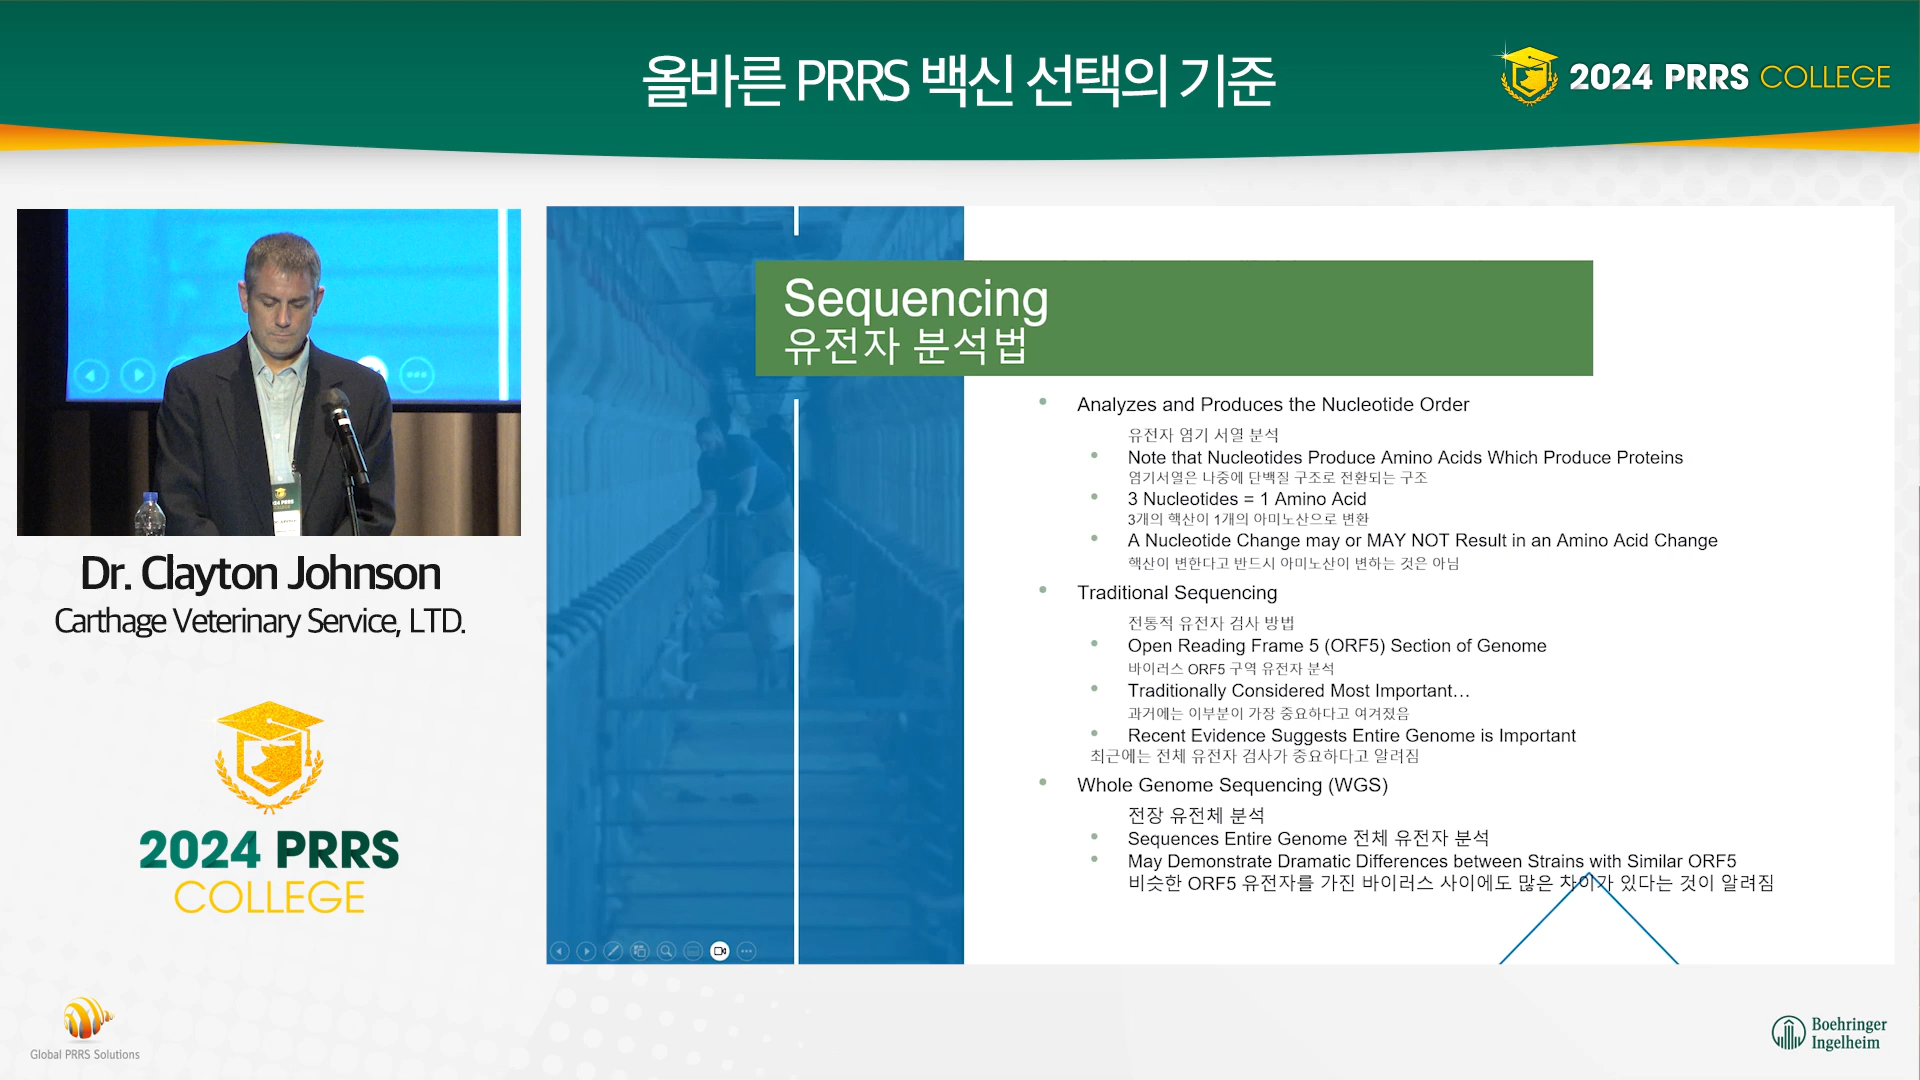 올바른 PRRS 백신 선택의 기준
2024 PRRS COLLEGE
Sequencing
유전자 분석법
Analyzes and Produces the Nucleotide Order
유전자 염기 서열 분석
Note that Nucleotides Produce Amino Acids Which Produce Proteins
염기서열은 나중에 단백질 구조로 전환되는 구조
3 Nucleotides = 1 Amino Acid
3개의 핵산이 1개의 아미노산으로 변환
A Nucleotide Change may or MAY NOT Result in an Amino Acid Change
핵산이 변한다고 반드시 아미노산이 변하는 것은 아님
Traditional Sequencing
전통적 유전자 검사 방법
Open Reading Frame 5 (ORF5) Section of Genome
바이러스 ORF5 구역 유전자 분석
Traditionally Considered Most Important…
과거에는 이부분이 가장 중요하다고 여겨졌음
Recent Evidence Suggests Entire Genome is Important
최근에는 전체 유전자 검사가 중요하다고 알려짐
Whole Genome Sequencing (WGS)
전장 유전체 분석
Sequences Entire Genome 전체 유전자 분석
May Demonstrate Dramatic Differences between Strains with Similar ORF5
비슷한 ORF5 유전자를 가진 바이러스 사이에도 많은 차이가 있다는 것이 알려짐
Dr. Clayton Johnson
Carthage Veterinary Service, LTD.
2024 PRRS
COLLEGE
Global PRRS Solutions
Boehringer
Ingelheim